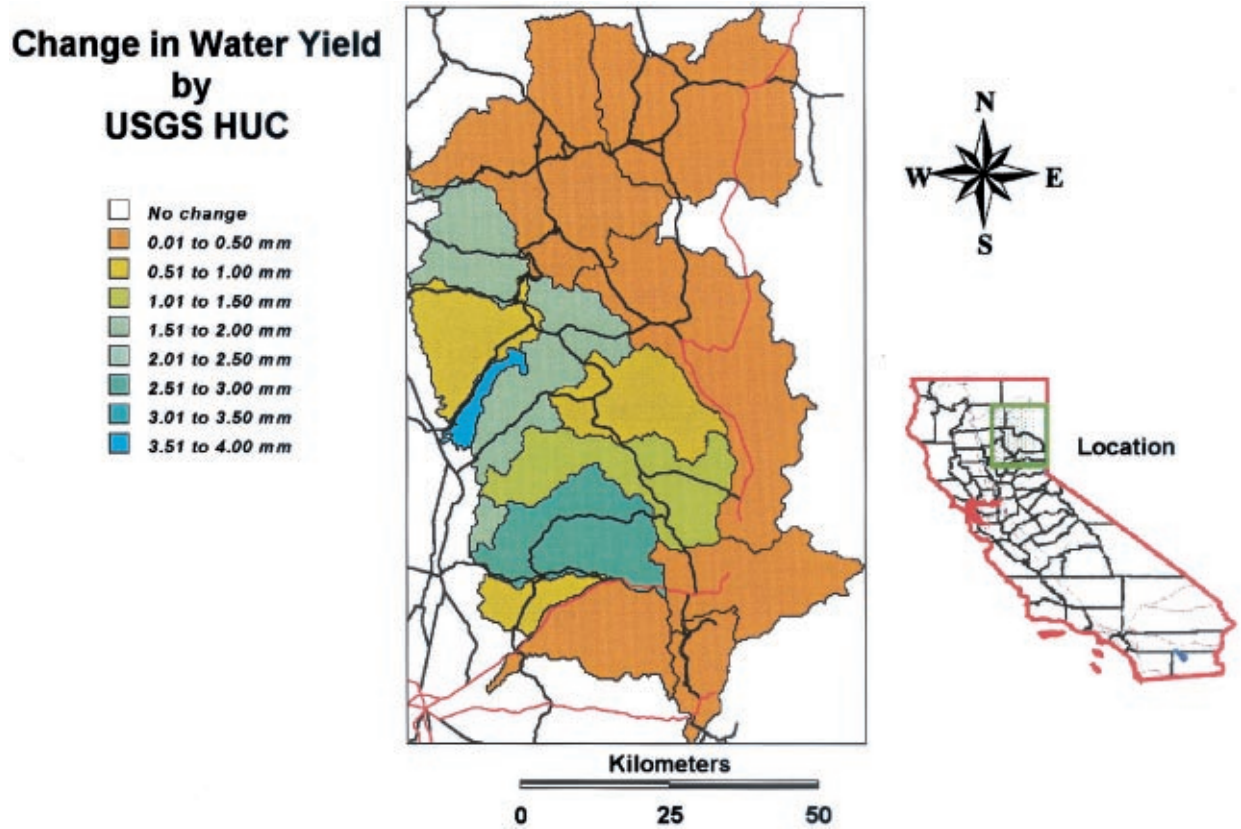 Change in Water Yield
by
USGS HUC
No change
0.01 to 0.50 mm
0.51 to 1.00 mm
1.01 to 1.50 mm
1.51 to 2.00 mm
2.01 to 2.50 mm
2.51 to 3.00 mm
3.01 to 3.50 mm
3.51 to 4.00 mm
N
W
E
S
Location
Kilometers
0 25 50